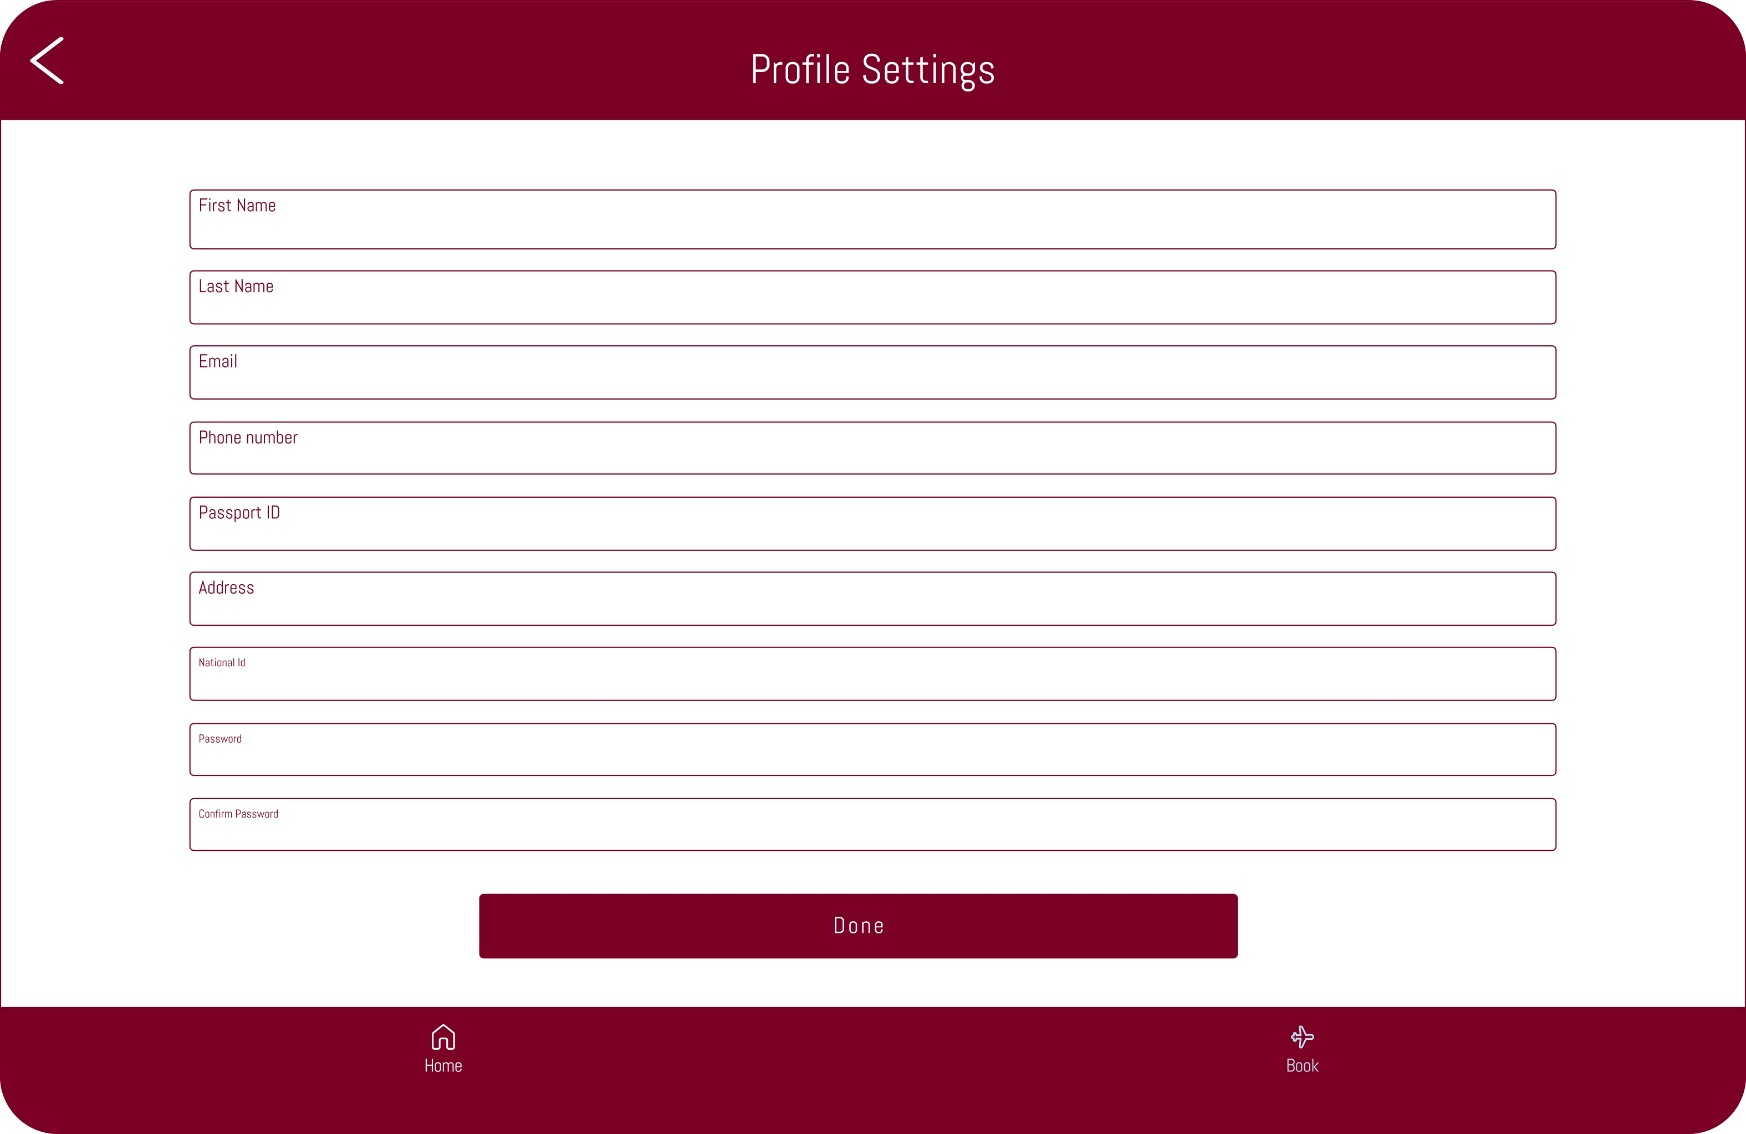 Profile Settings
First Name
Last Name
Email
Phone number
Passport ID
Address
National Id
Password
Confirm Password
Done
Home
Book